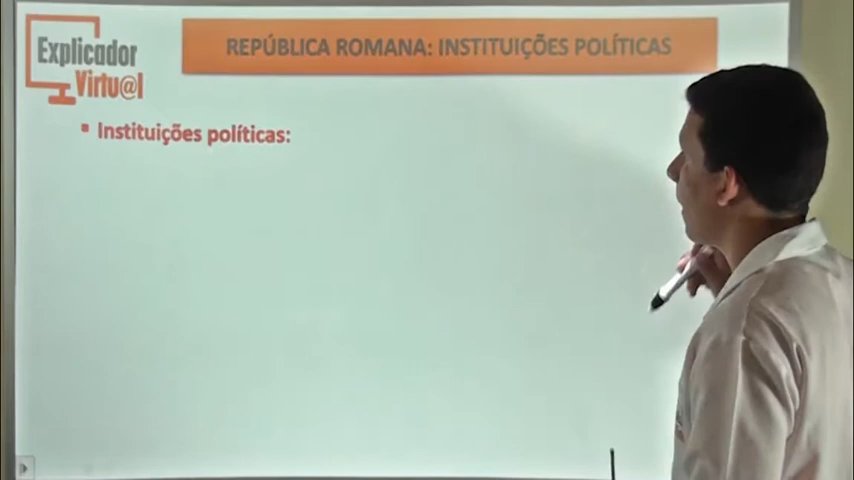 Explicador
Virtu@l
REPÚBLICA ROMANA: INSTITUIÇÕES POLÍTICAS
▪ Instituições políticas: